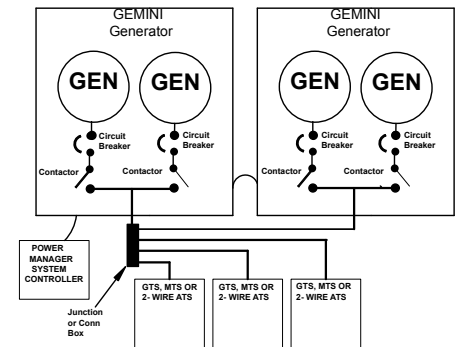 GEMINI
Generator
GEMINI
Generator
GEN
GEN
GEN
GEN
Circuit
Breaker
Circuit
Breaker
Circuit
Breaker
Circuit
Breaker
Contactor
Contactor
Contactor
Contactor
POWER
MANAGER
SYSTEM
CONTROLLER
Junction
or Conn
Box
GTS, MTS OR
2- WIRE ATS
GTS, MTS OR
2- WIRE ATS
GTS, MTS OR
2- WIRE ATS